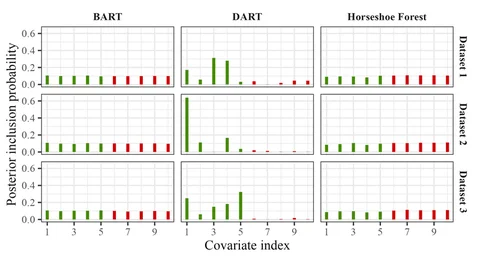 BART DART Horseshoe Forest
Posterior inclusion probability
0.6
0.4
0.2
0.0
Dataset 1
0.6
0.4
0.2
0.0
Dataset 2
0.6
0.4
0.2
0.0
Dataset 3
1 3 5 7 9 1 3 5 7 9 1 3 5 7 9
Covariate index